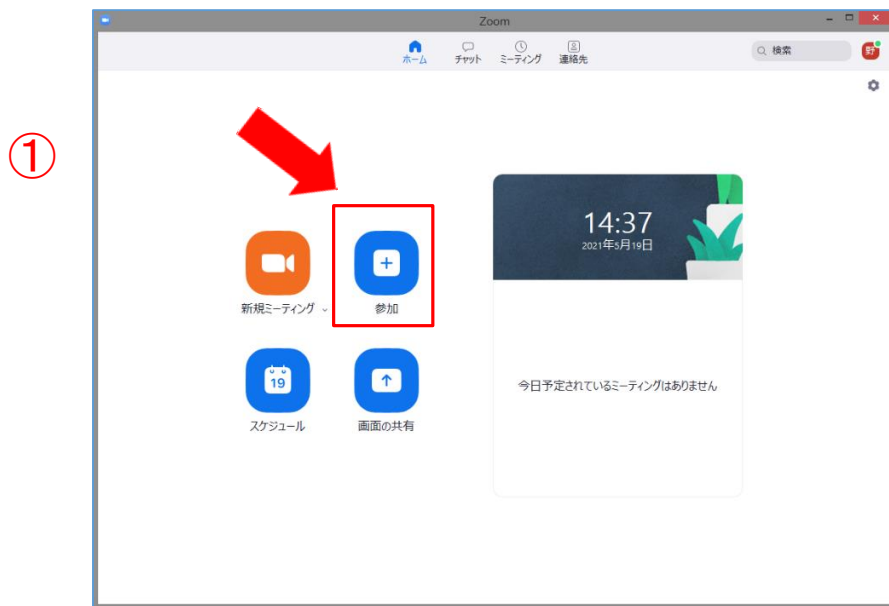 Zoom
ホーム
チャット
ミーティング
連絡先
検索
野
①
14:37
2021年5月19日
新規ミーティング
参加
19
スケジュール
画面の共有
今日予定されているミーティングはありません